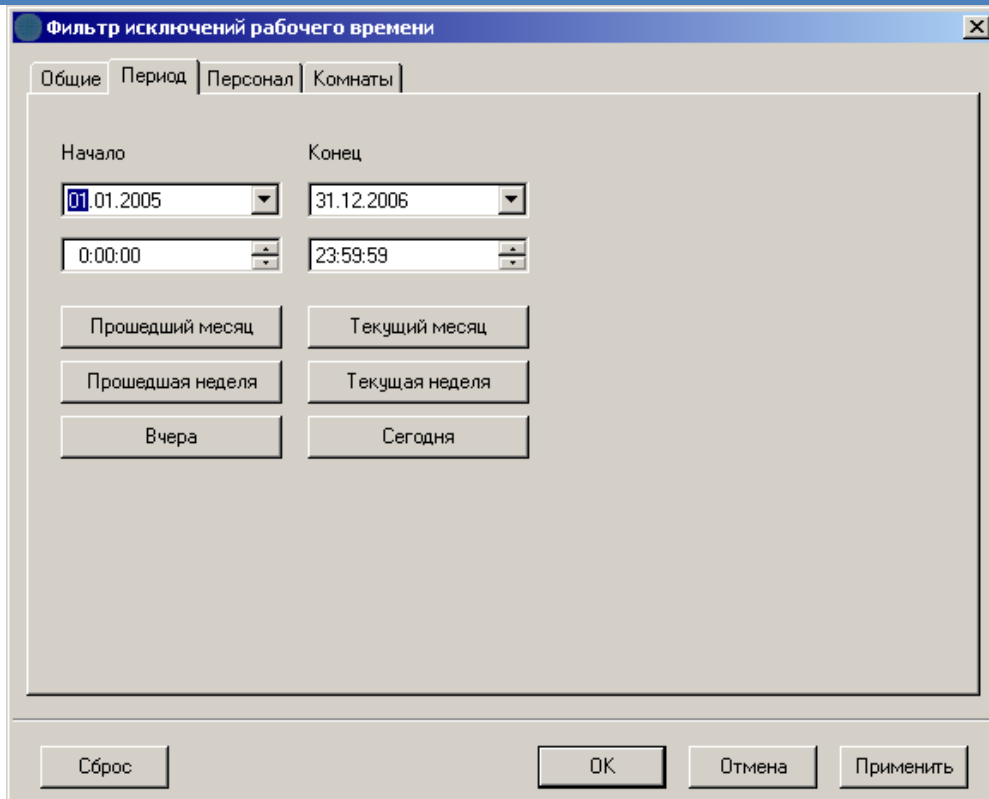 Фильтр исключений рабочего времени
Общие Период Персонал Комнаты
Начало Конец
01.01.2005 31.12.2006
0:00:00 23:59:59
Прошедший месяц Текущий месяц
Прошедшая неделя Текущая неделя
Вчера Сегодня
Сброс OK Отмена Применить